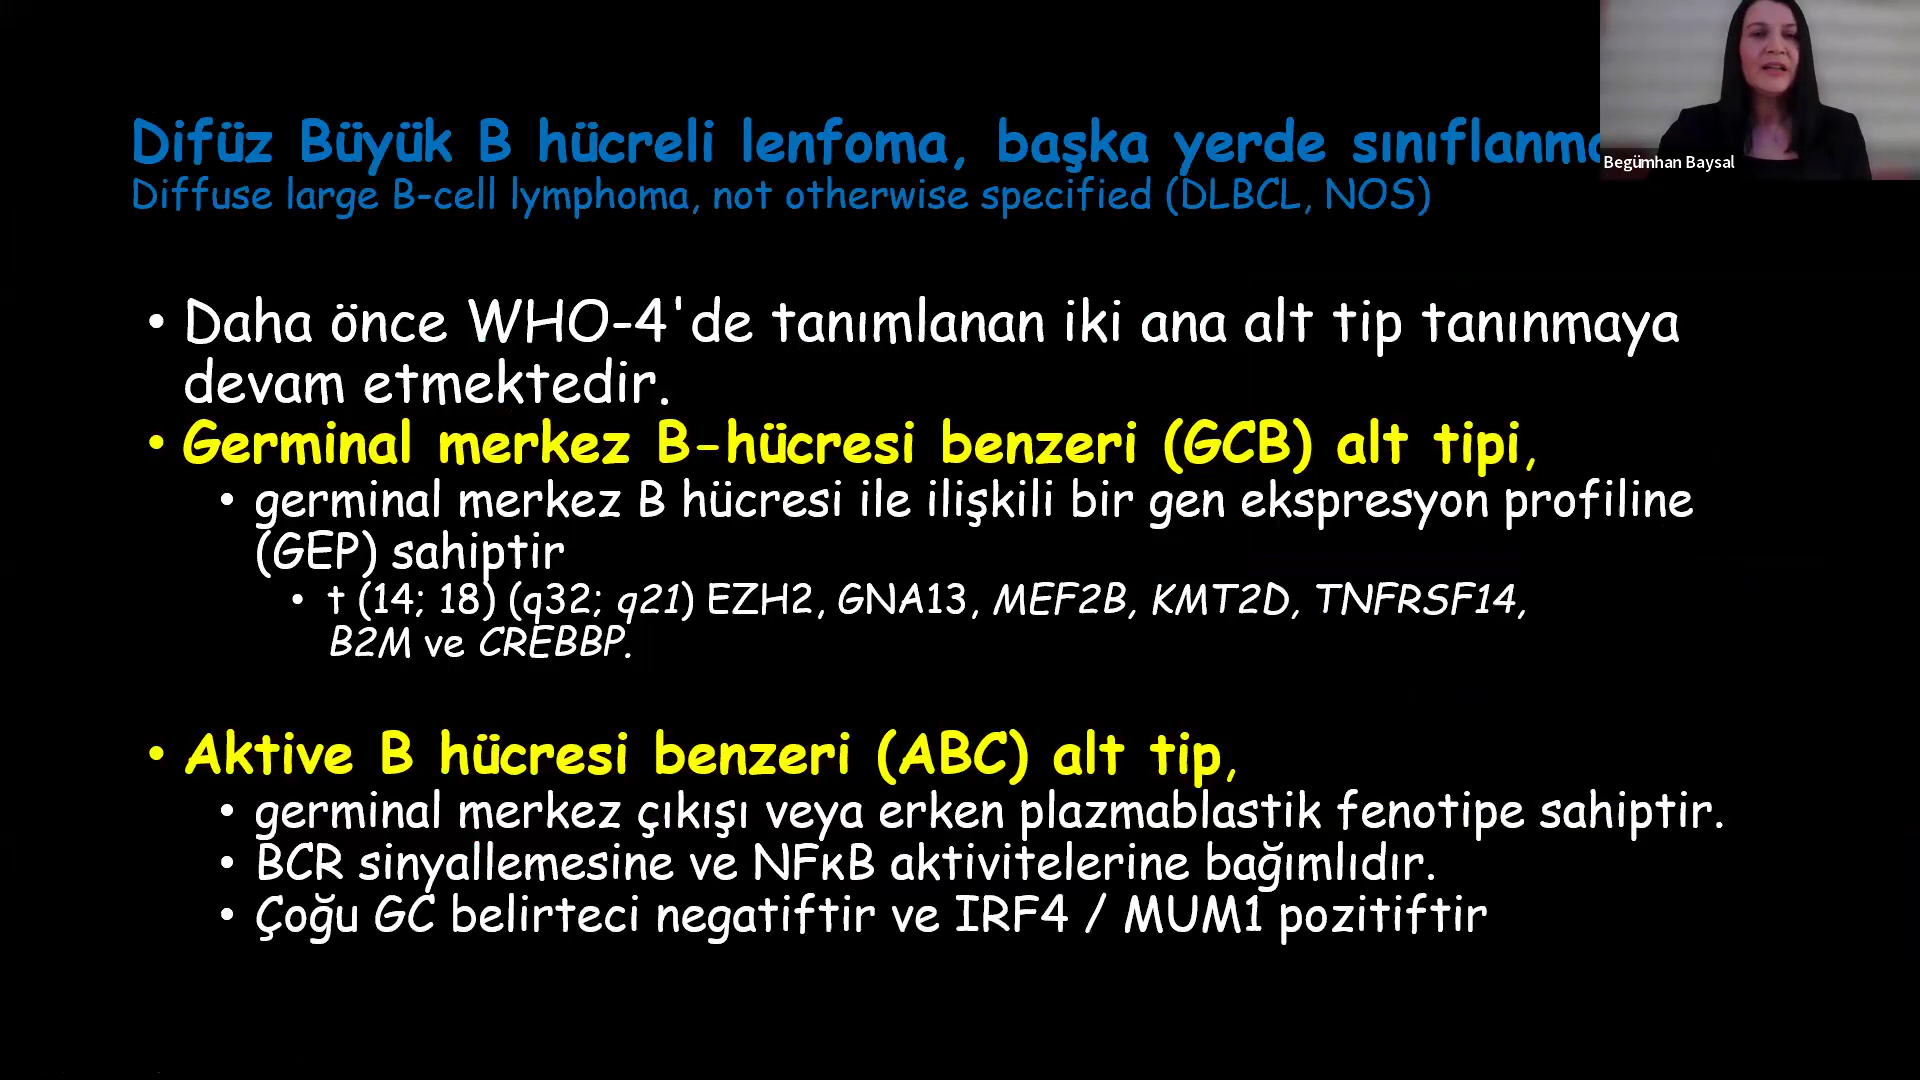 Difüz Büyük B hücreli lenfoma, başka yerde
Diffuse large B-cell lymphoma, not otherwise specified (DLBCL, NOS)
Begümhan Baysal
• Daha önce WHO-4'de tanımlanan iki ana alt tip tanınmaya
devam etmektedir.
• Germinal merkez B-hücresi benzeri (GCB) alt tipi,
• germinal merkez B hücresi ile ilişkili bir gen ekspresyon profiline
(GEP) sahiptir
• t (14; 18) (q32; q21) EZH2, GNA13, MEF2B, KMT2D, TNFRSF14,
B2M ve CREBBP.
• Aktive B hücresi benzeri (ABC) alt tip,
• germinal merkez çıkışı veya erken plazmablastik fenotipe sahiptir.
• BCR sinyallemesine ve NFκB aktivitelerine bağımlıdır.
• Çoğu GC belirteci negatiftir ve IRF4 / MUM1 pozitiftir